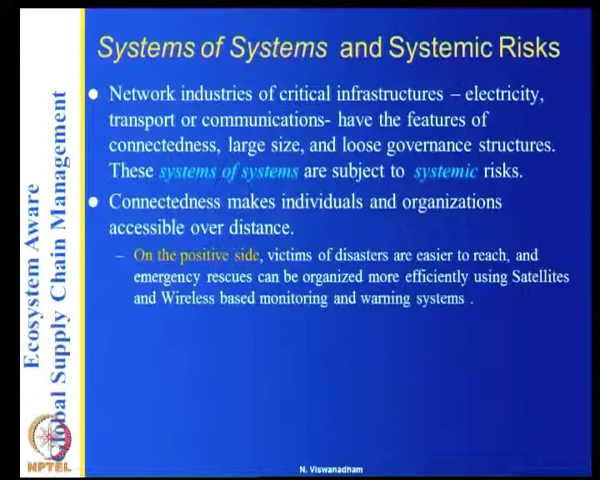 Systems of Systems and Systemic Risks
Network industries of critical infrastructures – electricity,
transport or communications- have the features of
connectedness, large size, and loose governance structures.
These systems of systems are subject to systemic risks.
Connectedness makes individuals and organizations
accessible over distance.
– On the positive side, victims of disasters are easier to reach, and
emergency rescues can be organized more efficiently using Satellites
and Wireless based monitoring and warning systems .
Ecosystem Aware
Global Supply Chain Management
NPTEL
N. Viswanadham